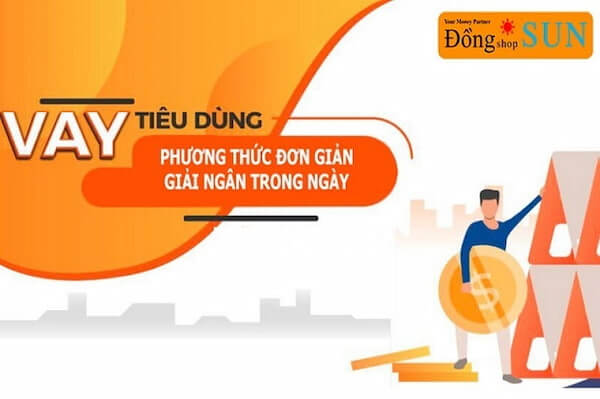 Your Money Partner
Đồng shop SUN
VAY TIÊU DÙNG
PHƯƠNG THỨC ĐƠN GIẢN
GIẢI NGÂN TRONG NGÀY
$